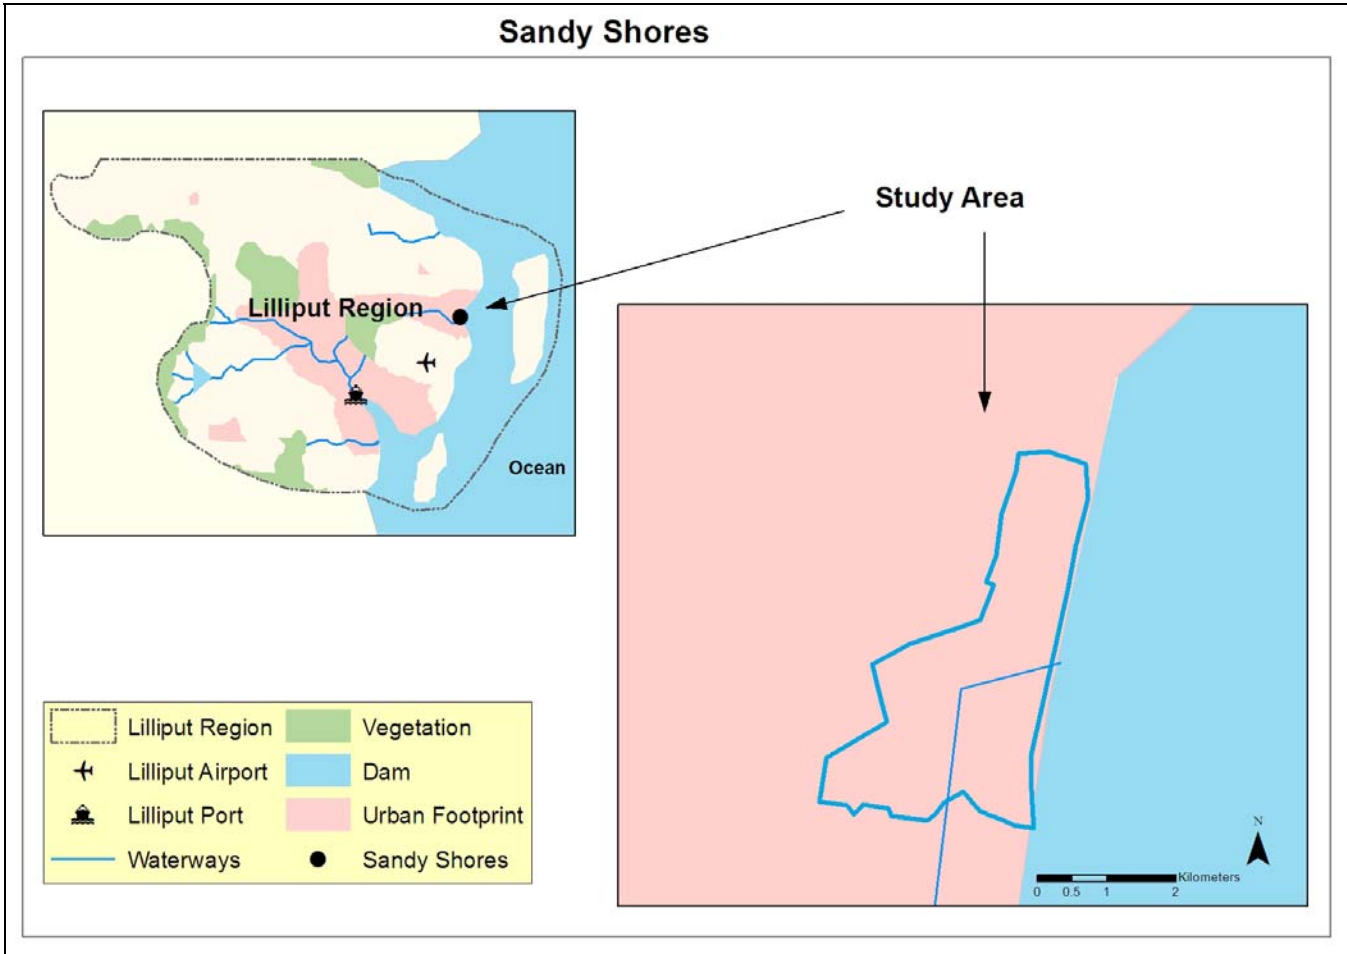 Sandy Shores
Study Area
Lilliput Region
Ocean
Lilliput Region
Vegetation
Lilliput Airport
Dam
Lilliput Port
Urban Footprint
Waterways
Sandy Shores
N
Kilometers
0 0.5 1 2